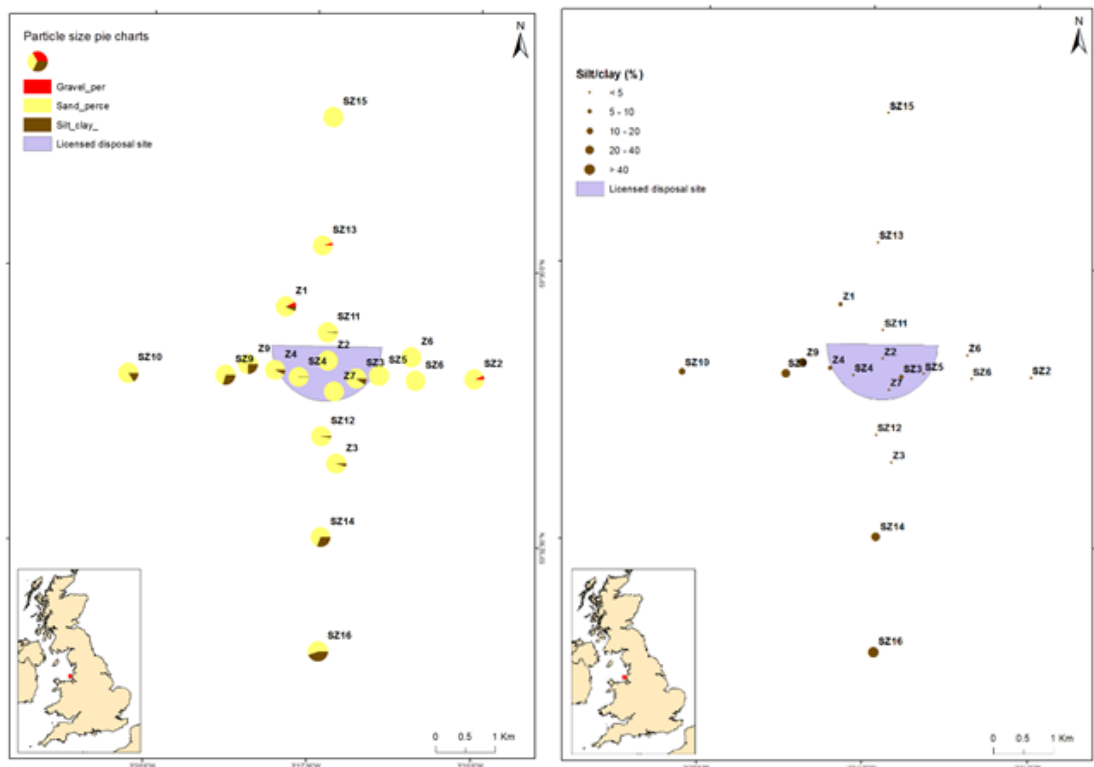 Particle size pie charts
Gravel_per
Sand_perce
Silt_clay_
Licensed disposal site
N
SZ15
SZ13
Z1
SZ11
Z2
Z6
Z9
Z4
SZ10
SZ9
SZ4
SZ3
SZ5
SZ2
Z7
SZ6
SZ12
Z3
SZ14
SZ16
0 0.5 1 Km
Silt/clay (%)
< 5
5 - 10
10 - 20
20 - 40
> 40
Licensed disposal site
N
SZ15
SZ13
Z1
SZ11
Z2
Z6
Z9
Z4
SZ10
SZ4
SZ3
SZ5
SZ2
Z7
SZ6
SZ12
Z3
SZ14
SZ16
0 0.5 1 Km